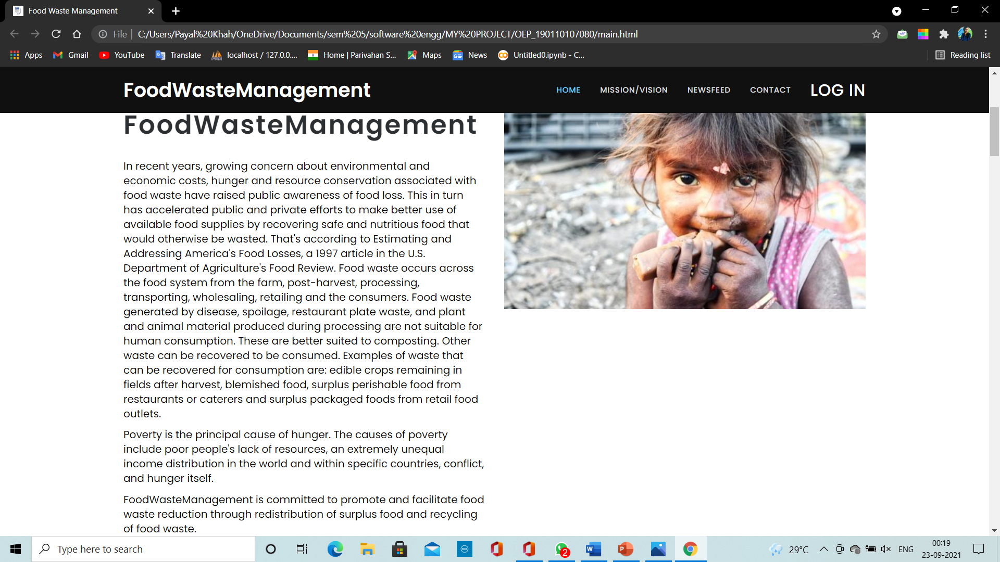 Food Waste Management
File
C:/Users/Payal%20Khah/OneDrive/Documents/sem%205/software%20engg/MY%20PROJECT/OEP_190110107080/main.html
Apps Gmail YouTube Translate localhost / 127.0.0.... Home | Parivahan S... Maps News Untitled0.ipynb - C... Reading list
FoodWasteManagement HOME MISSION/VISION NEWSFEED CONTACT LOG IN
FoodWasteManagement
In recent years, growing concern about environmental and
economic costs, hunger and resource conservation associated with
food waste have raised public awareness of food loss. This in turn
has accelerated public and private efforts to make better use of
available food supplies by recovering safe and nutritious food that
would otherwise be wasted. That's according to Estimating and
Addressing America's Food Losses, a 1997 article in the U.S.
Department of Agriculture's Food Review. Food waste occurs across
the food system from the farm, post-harvest, processing,
transporting, wholesaling, retailing and the consumers. Food waste
generated by disease, spoilage, restaurant plate waste, and plant
and animal material produced during processing are not suitable for
human consumption. These are better suited to composting. Other
waste can be recovered to be consumed. Examples of waste that
can be recovered for consumption are: edible crops remaining in
fields after harvest, blemished food, surplus perishable food from
restaurants or caterers and surplus packaged foods from retail food
outlets.
Poverty is the principal cause of hunger. The causes of poverty
include poor people's lack of resources, an extremely unequal
income distribution in the world and within specific countries, conflict,
and hunger itself.
FoodWasteManagement is committed to promote and facilitate food
waste reduction through redistribution of surplus food and recycling
of food waste.
Type here to search
2
29°C
ENG
00:19
23-09-2021